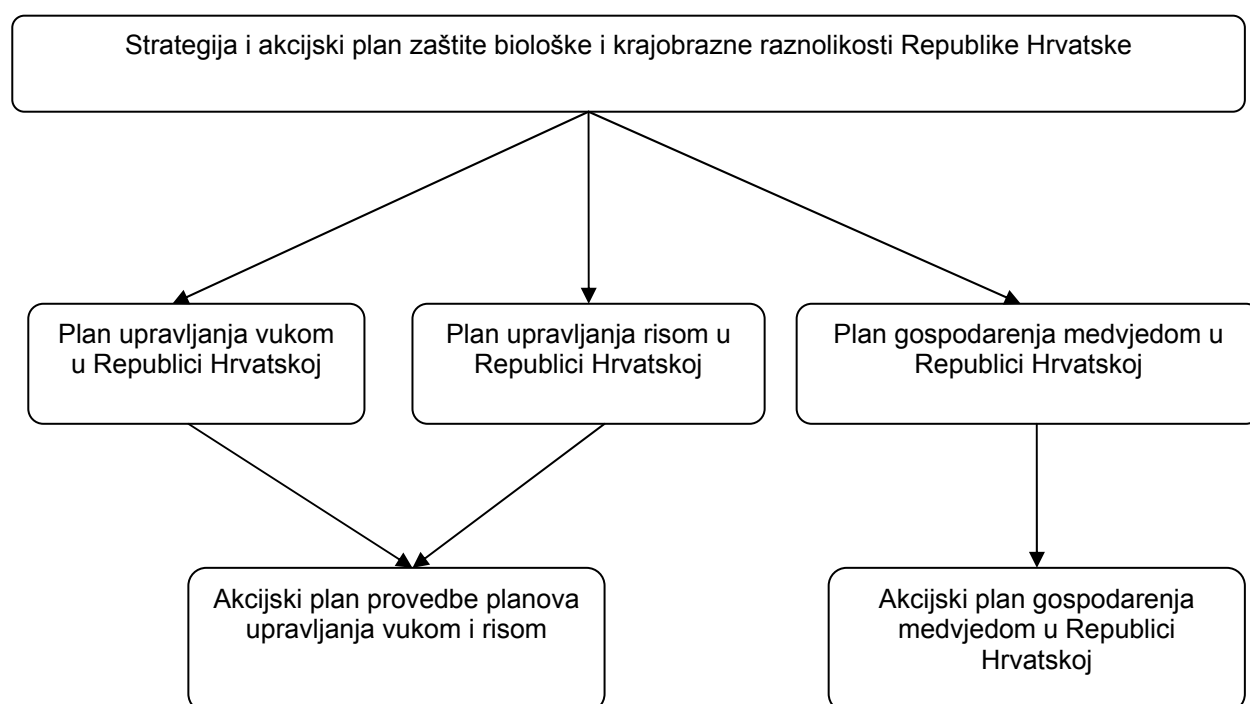 Strategija i akcijski plan zaštite biološke i krajobrazne raznolikosti Republike Hrvatske
Plan upravljanja vukom
u Republici Hrvatskoj
Plan upravljanja risom u
Republici Hrvatskoj
Plan gospodarenja medvjedom u
Republici Hrvatskoj
Akcijski plan provedbe planova
upravljanja vukom i risom
Akcijski plan gospodarenja
medvjedom u Republici
Hrvatskoj